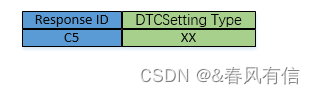 Response ID DTCSetting Type
C5 XX
CSDN @&春风有信